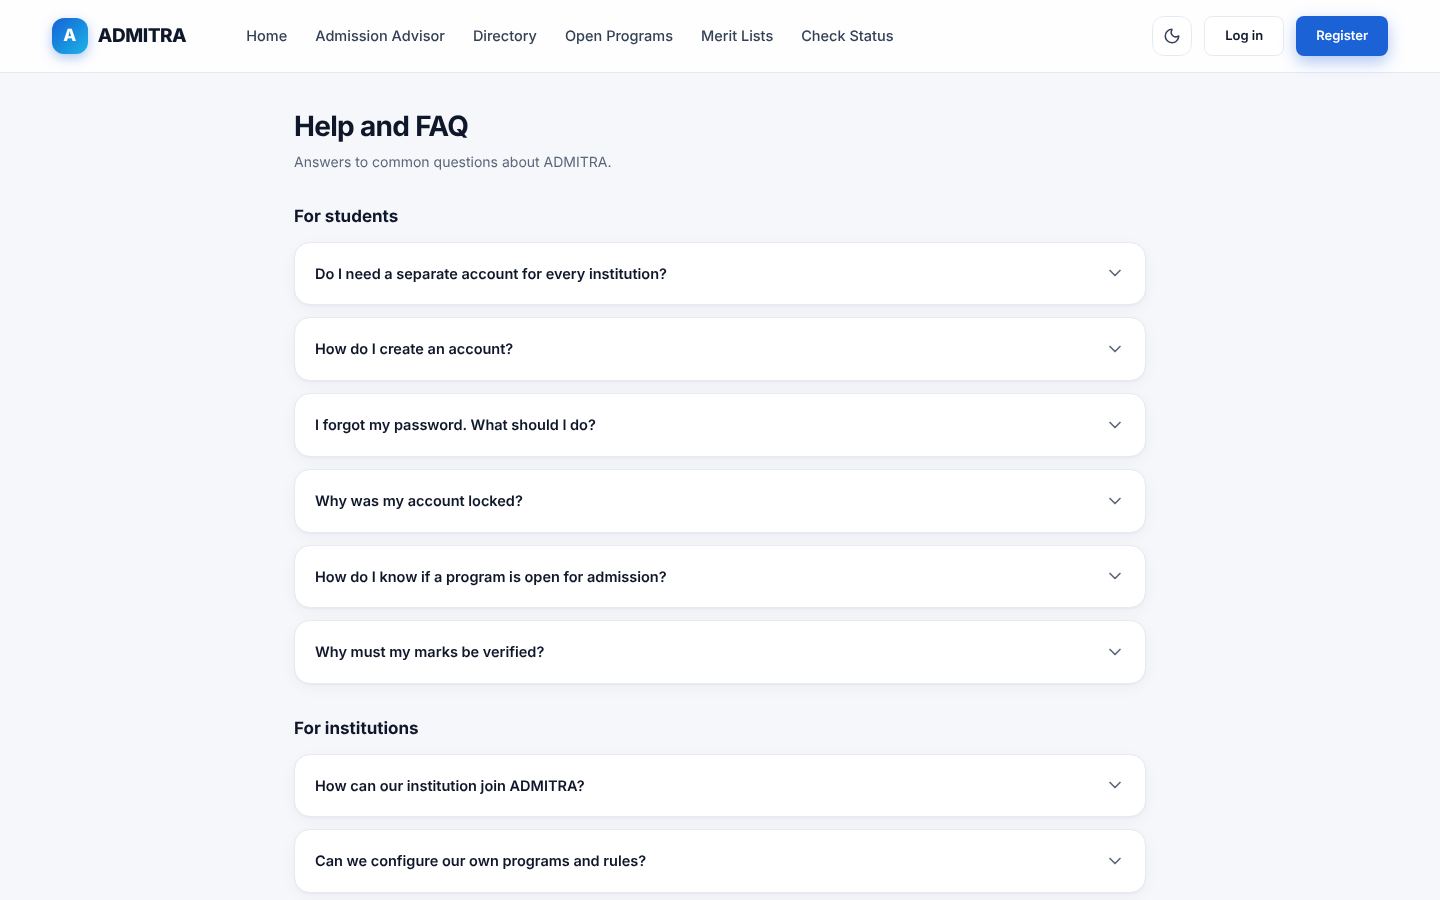 A ADMITRA Home Admission Advisor Directory Open Programs Merit Lists Check Status Log in Register
Help and FAQ
Answers to common questions about ADMITRA.
For students
Do I need a separate account for every institution?
How do I create an account?
I forgot my password. What should I do?
Why was my account locked?
How do I know if a program is open for admission?
Why must my marks be verified?
For institutions
How can our institution join ADMITRA?
Can we configure our own programs and rules?